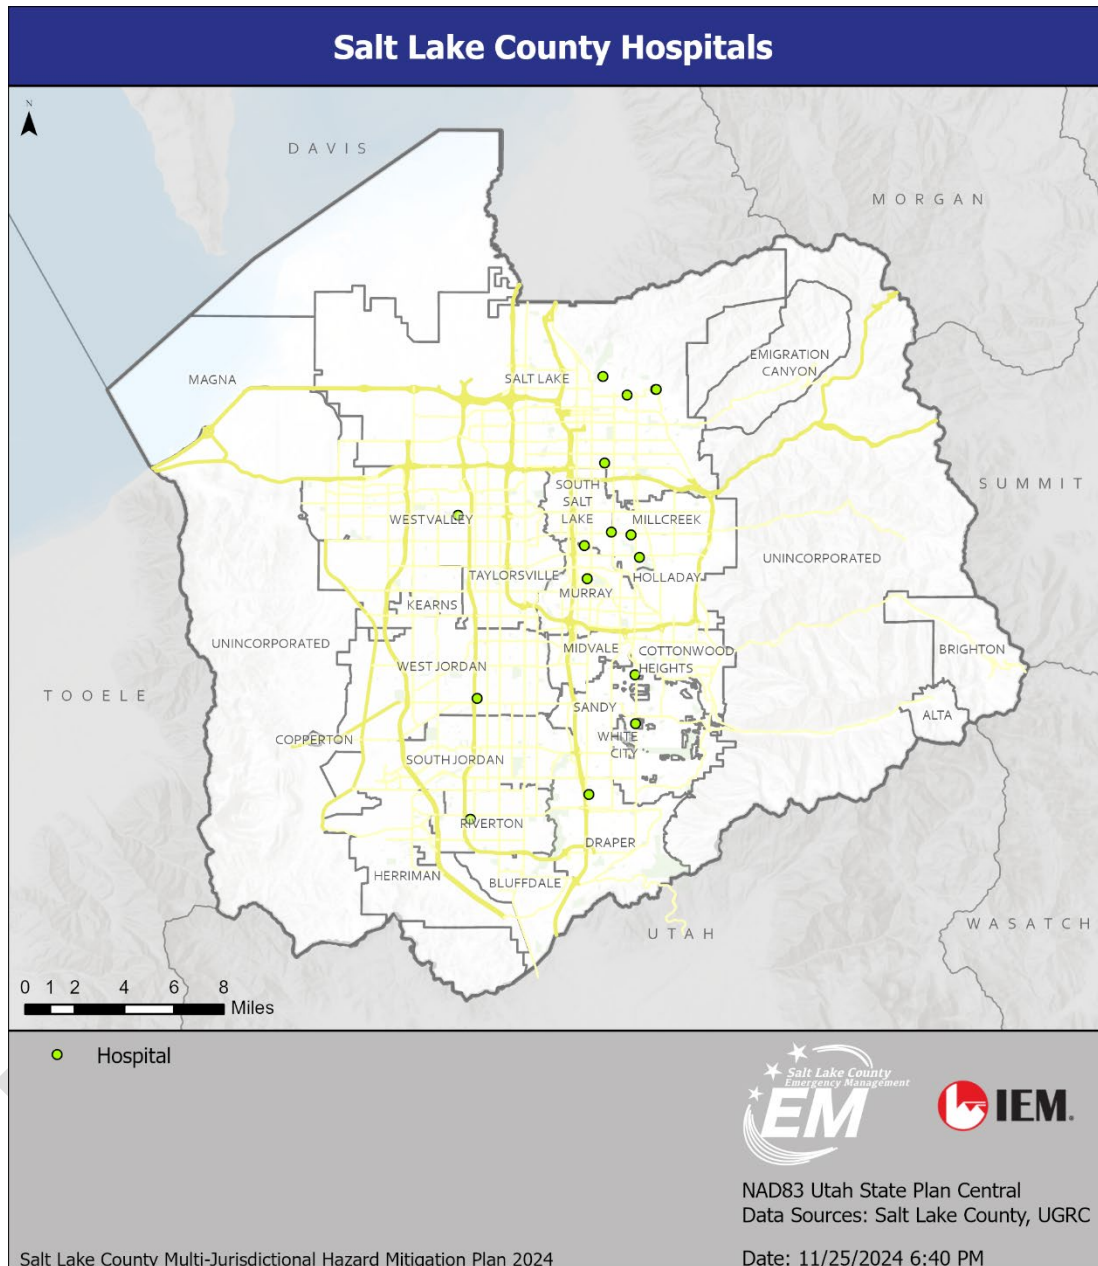 Salt Lake County Hospitals
N
DAVIS
MORGAN
MAGNA
SALT LAKE
EMIGRATION
CANYON
SUMMIT
SOUTH
SALT
LAKE
WEST VALLEY
MILLCREEK
UNINCORPORATED
TAYLORSVILLE
HOLLADAY
MURRAY
KEARNS
UNINCORPORATED
MIDVALE
COTTONWOOD
HEIGHTS
BRIGHTON
WEST JORDAN
TOOELE
SANDY
ALTA
WHITE
CITY
COPPERTON
SOUTH JORDAN
RIVERTON
DRAPER
HERRIMAN
BLUFFDALE
UTAH
WASATCH
0 1 2 4 6 8
Miles
Hospital
Salt Lake County
Emergency Management
EM
IEM.
NAD83 Utah State Plan Central
Data Sources: Salt Lake County, UGRC
Salt Lake County Multi-Jurisdictional Hazard Mitigation Plan 2024
Date: 11/25/2024 6:40 PM